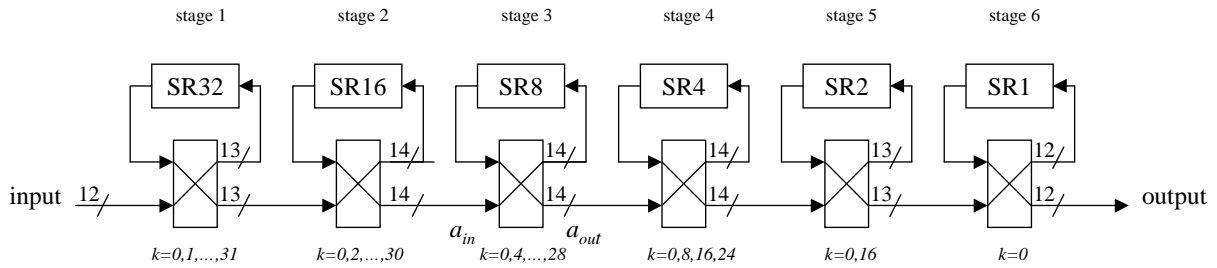 stage 1 stage 2 stage 3 stage 4 stage 5 stage 6
SR32 SR16 SR8 SR4 SR2 SR1
13 14 14 14 13 12
input 12 13 14 14 14 13 12 output
a_in a_out
k=0,1,...,31 k=0,2,...,30 k=0,4,...,28 k=0,8,16,24 k=0,16 k=0